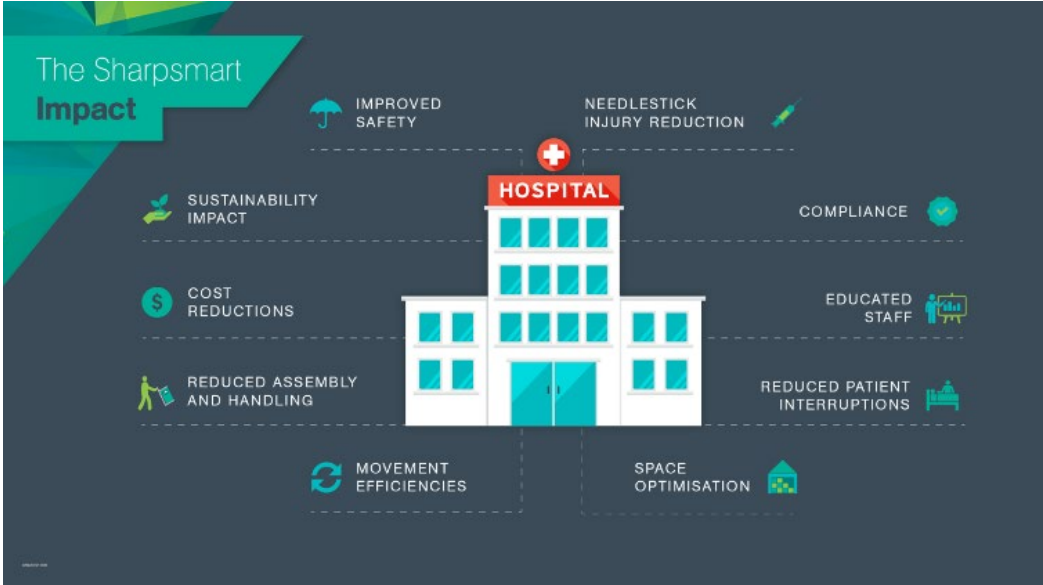 The Sharpsmart
Impact
IMPROVED
SAFETY
NEEDLESTICK
INJURY REDUCTION
SUSTAINABILITY
IMPACT
HOSPITAL
COMPLIANCE
COST
REDUCTIONS
EDUCATED
STAFF
REDUCED ASSEMBLY
AND HANDLING
REDUCED PATIENT
INTERRUPTIONS
MOVEMENT
EFFICIENCIES
SPACE
OPTIMISATION